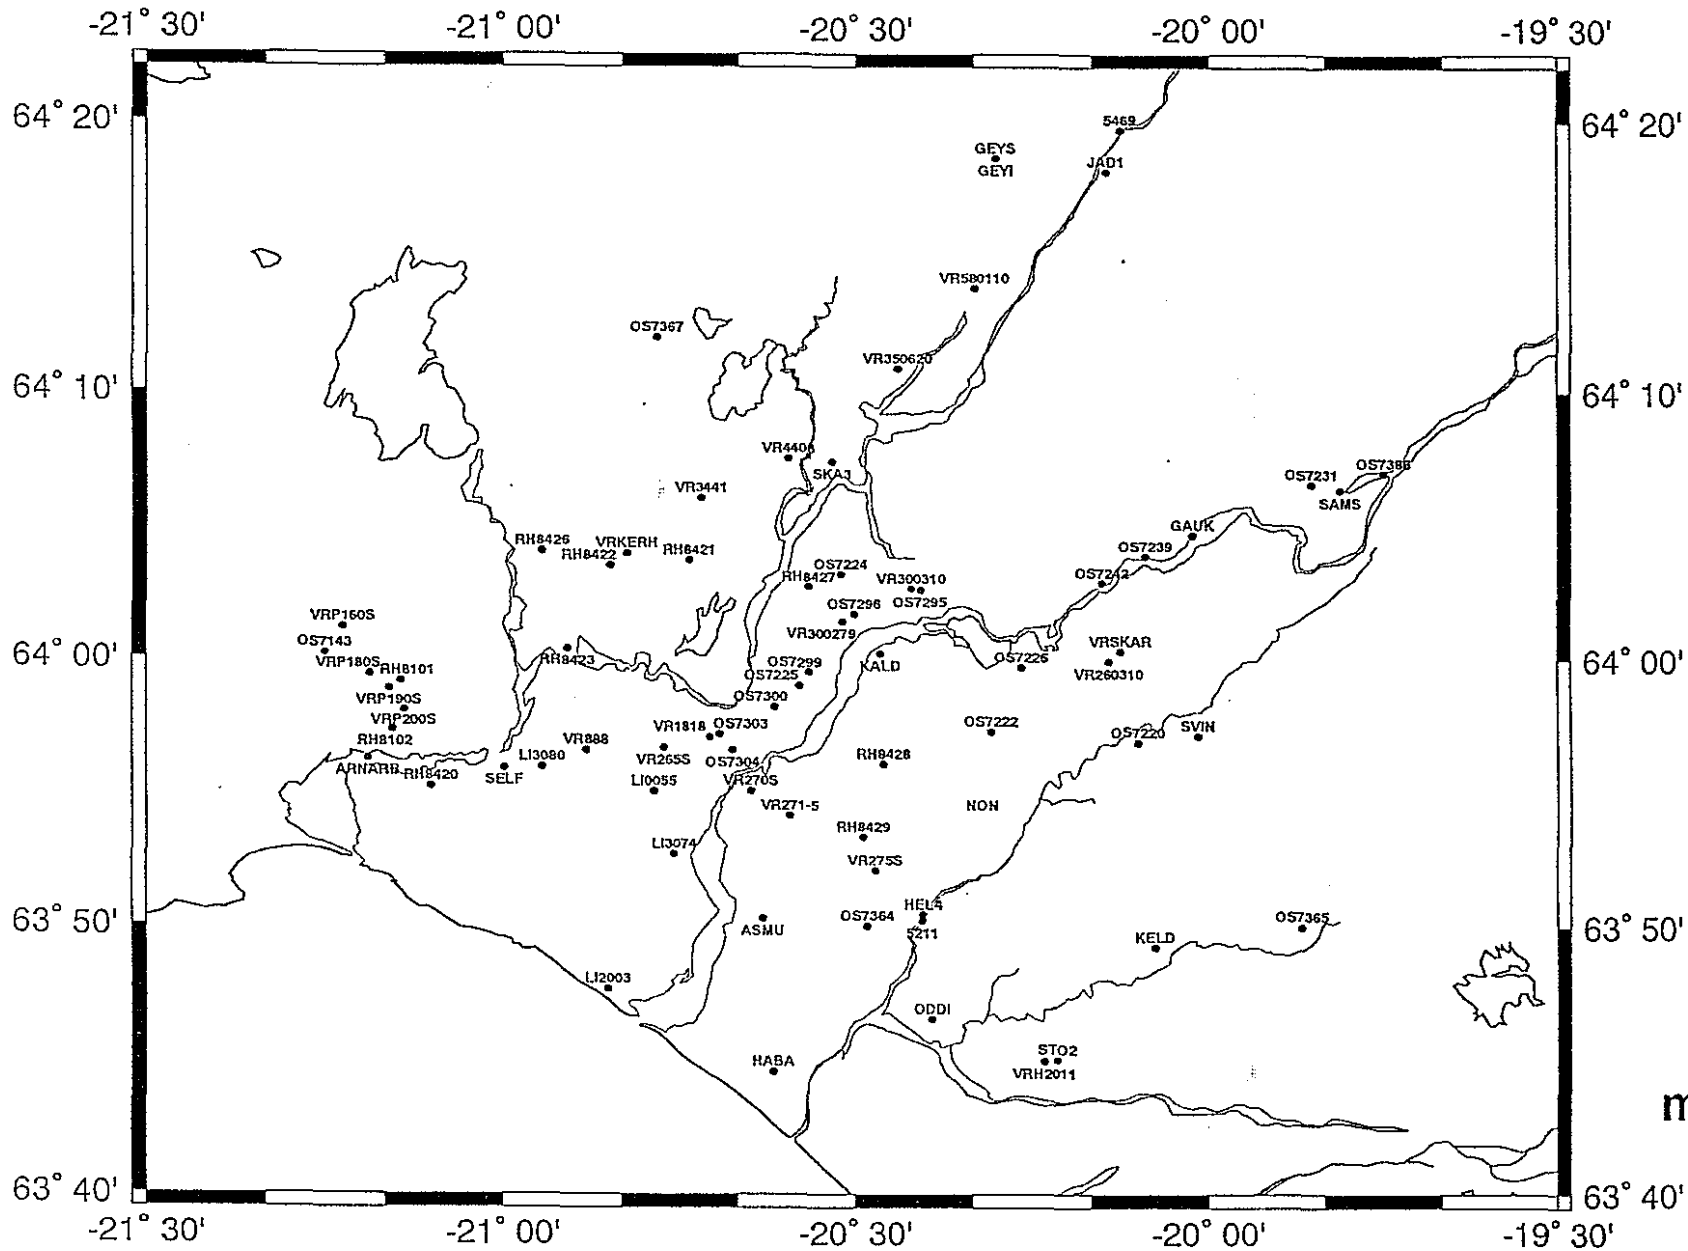 -21° 30'
-21° 00'
-20° 30'
-20° 00'
-19° 30'
64° 20'
64° 20'
5469
GEYS
GEYI
JAD1
VR580110
OS7367
VR350620
64° 10'
64° 10'
VR4408
SKA3
OS7231
OS7388
SAMS
VR3441
GAUK
RH8426
VRKERH
RH8422
RH8421
OS7239
OS7224
RH8427
VR300310
OS7242
OS7295
OS7296
VRP160S
VR300279
OS7143
64° 00'
64° 00'
VRP180S
RH8101
RH8423
OS7299
KALD
OS7226
VRSKAR
VR260310
OS7225
VRP190S
OS7300
VRP200S
VR1818
OS7303
OS7222
SVIN
RH8102
VR888
OS7220
LI3080
VR265S
OS7304
RH8428
ARNARB
RH8420
SELF
LI0055
VR270S
VR271-5
NON
RH8429
LI3074
VR275S
HEL4
63° 50'
63° 50'
ASMU
OS7364
5211
KELD
OS7365
LI2003
ODDI
HABA
STO2
VRH2011
m
63° 40'
63° 40'
-21° 30'
-21° 00'
-20° 30'
-20° 00'
-19° 30'